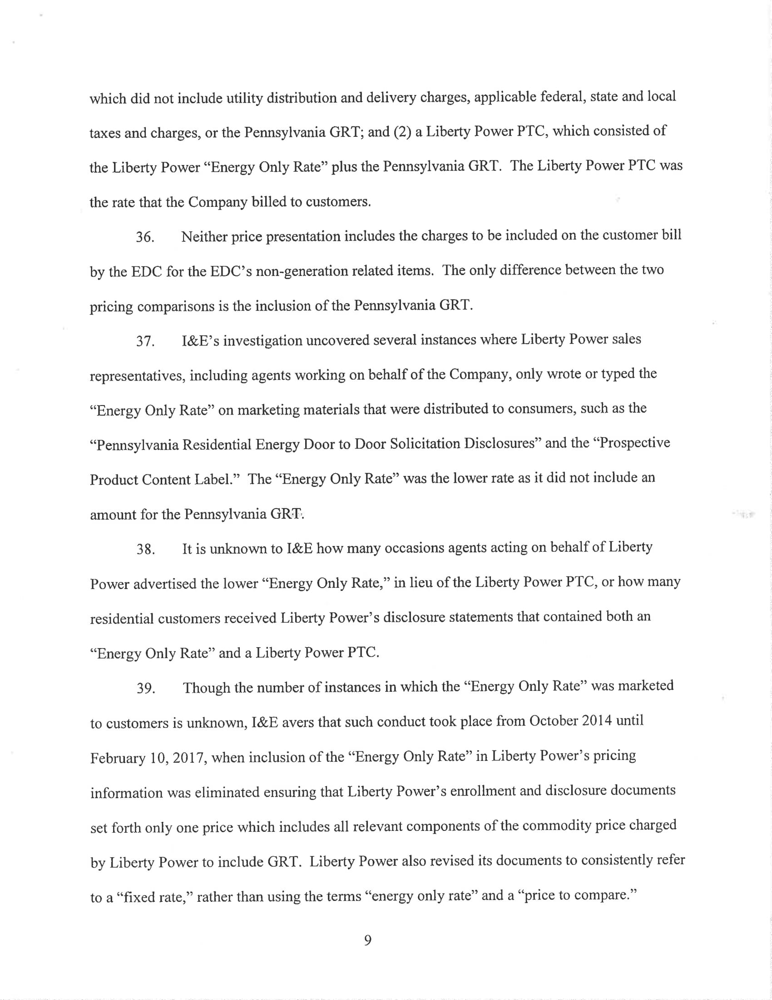 which did not include utility distribution and delivery charges, applicable federal, state and local
taxes and charges, or the Pennsylvania GRT; and (2) a Liberty Power PTC, which consisted of
the Liberty Power “Energy Only Rate” plus the Pennsylvania GRT.  The Liberty Power PTC was
the rate that the Company billed to customers.
36. Neither price presentation includes the charges to be included on the customer bill
by the EDC for the EDC’s non-generation related items.  The only difference between the two
pricing comparisons is the inclusion of the Pennsylvania GRT.
37. I&E’s investigation uncovered several instances where Liberty Power sales
representatives, including agents working on behalf of the Company, only wrote or typed the
“Energy Only Rate” on marketing materials that were distributed to consumers, such as the
“Pennsylvania Residential Energy Door to Door Solicitation Disclosures” and the “Prospective
Product Content Label.”  The “Energy Only Rate” was the lower rate as it did not include an
amount for the Pennsylvania GRT.
38. It is unknown to I&E how many occasions agents acting on behalf of Liberty
Power advertised the lower “Energy Only Rate,” in lieu of the Liberty Power PTC, or how many
residential customers received Liberty Power’s disclosure statements that contained both an
“Energy Only Rate” and a Liberty Power PTC.
39. Though the number of instances in which the “Energy Only Rate” was marketed
to customers is unknown, I&E avers that such conduct took place from October 2014 until
February 10, 2017, when inclusion of the “Energy Only Rate” in Liberty Power’s pricing
information was eliminated ensuring that Liberty Power’s enrollment and disclosure documents
set forth only one price which includes all relevant components of the commodity price charged
by Liberty Power to include GRT.  Liberty Power also revised its documents to consistently refer
to a “fixed rate,” rather than using the terms “energy only rate” and a “price to compare.”
9